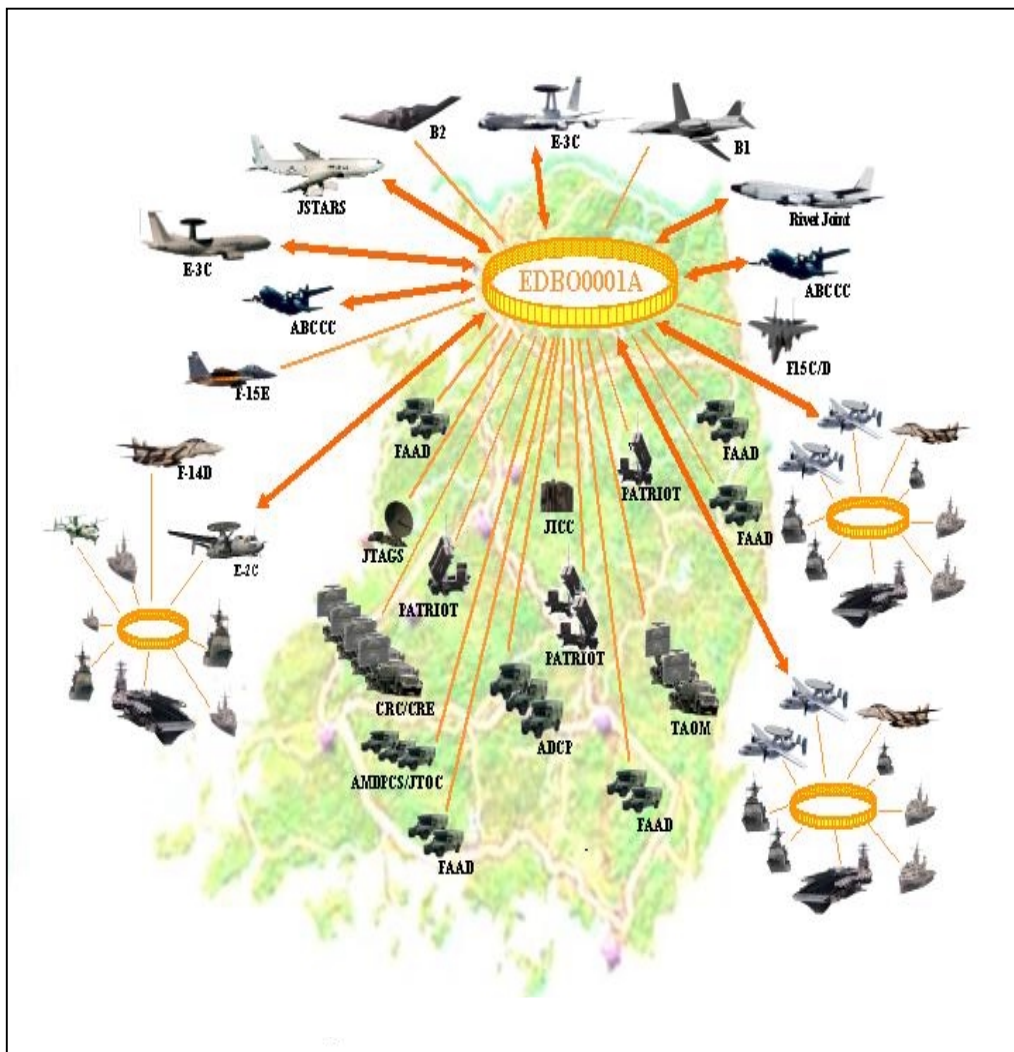 B2
E-3C
B1
JSTARS
Rivet Joint
E-3C
EDBO0001A
ABCCC
ABCCC
F15C/D
F-15E
FAAD
FAAD
F-14D
PATRIOT
FAAD
JICC
JTAGS
E-2C
PATRIOT
PATRIOT
CRC/CRE
TAOM
ADCP
AMDPCS/JTOC
FAAD
FAAD